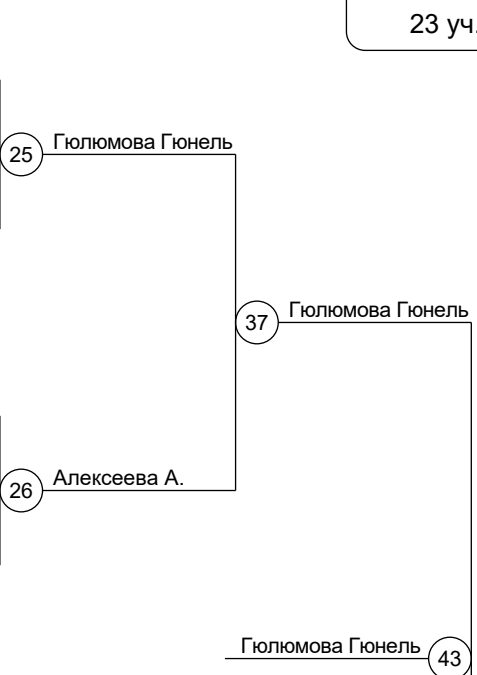 23 уч.
25 Гюлюмова Гюнель
37 Гюлюмова Гюнель
26 Алексеева А.
Гюлюмова Гюнель 43